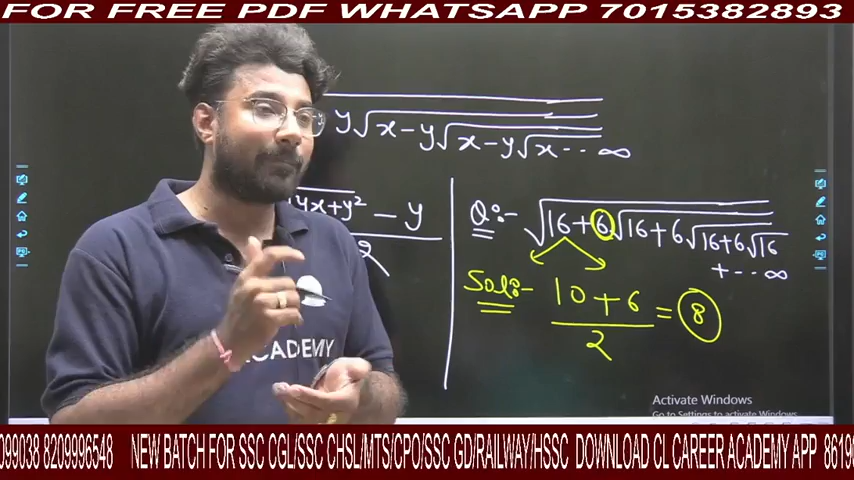 FOR FREE PDF WHATSAPP 7015382893
y√x-y√x-y√x...∞
√4x+y² - y
2
Q:- √16+6√16+6√16+6√16
+...∞
Sol:- 10+6
2
= 8
ACADEMY
Activate Windows
Go to Settings to activate Windows.
099038 8209996548 NEW BATCH FOR SSC CGL/SSC CHSL/MTS/CPO/SSC GD/RAILWAY/HSSC DOWNLOAD CL CAREER ACADEMY APP 8619